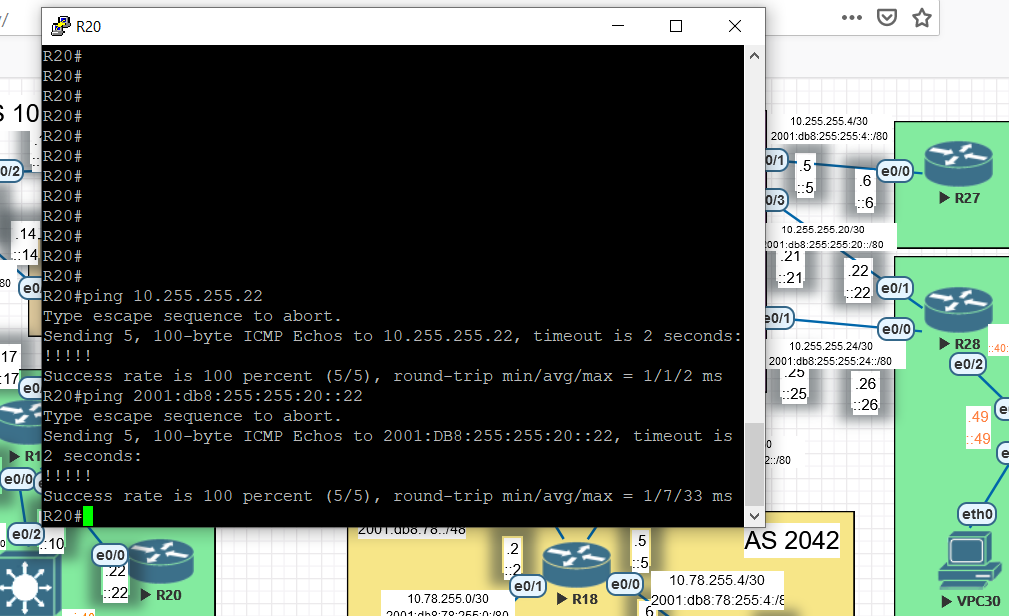 R20
R20#
R20#
R20#
R20#
R20#
R20#
R20#
R20#
R20#
R20#
R20#
R20#
R20#ping 10.255.255.22
Type escape sequence to abort.
Sending 5, 100-byte ICMP Echos to 10.255.255.22, timeout is 2 seconds:
!!!!!
Success rate is 100 percent (5/5), round-trip min/avg/max = 1/1/2 ms
R20#ping 2001:db8:255:255:20::22
Type escape sequence to abort.
Sending 5, 100-byte ICMP Echos to 2001:DB8:255:255:20::22, timeout is
2 seconds:
!!!!!
Success rate is 100 percent (5/5), round-trip min/avg/max = 1/7/33 ms
R20#
S 10
0/2
.14
::14
80
e0
17
:17
e0
R1
e0/0
e0/2
::10
e0/0
.22
::22
R20
10.255.255.4/30
2001:db8:255:255:4::/80
0/1
.5
::5
.6
::6
e0/0
R27
0/3
10.255.255.20/30
2001:db8:255:255:20::/80
.21
::21
.22
::22
e0/1
e0/1
e0/0
R28
::40:
10.255.255.24/30
2001:db8:255:255:24::/80
.25
::25
.26
::26
e0/2
.49
::49
e
e
0
2::/80
eth0
VPC30
2001:db8:78::/48
AS 2042
.2
::2
e0/1
.5
::5
e0/0
R18
10.78.255.0/30
2001:db8:78:255:0::/80
10.78.255.4/30
2001:db8:78:255:4::/8
6